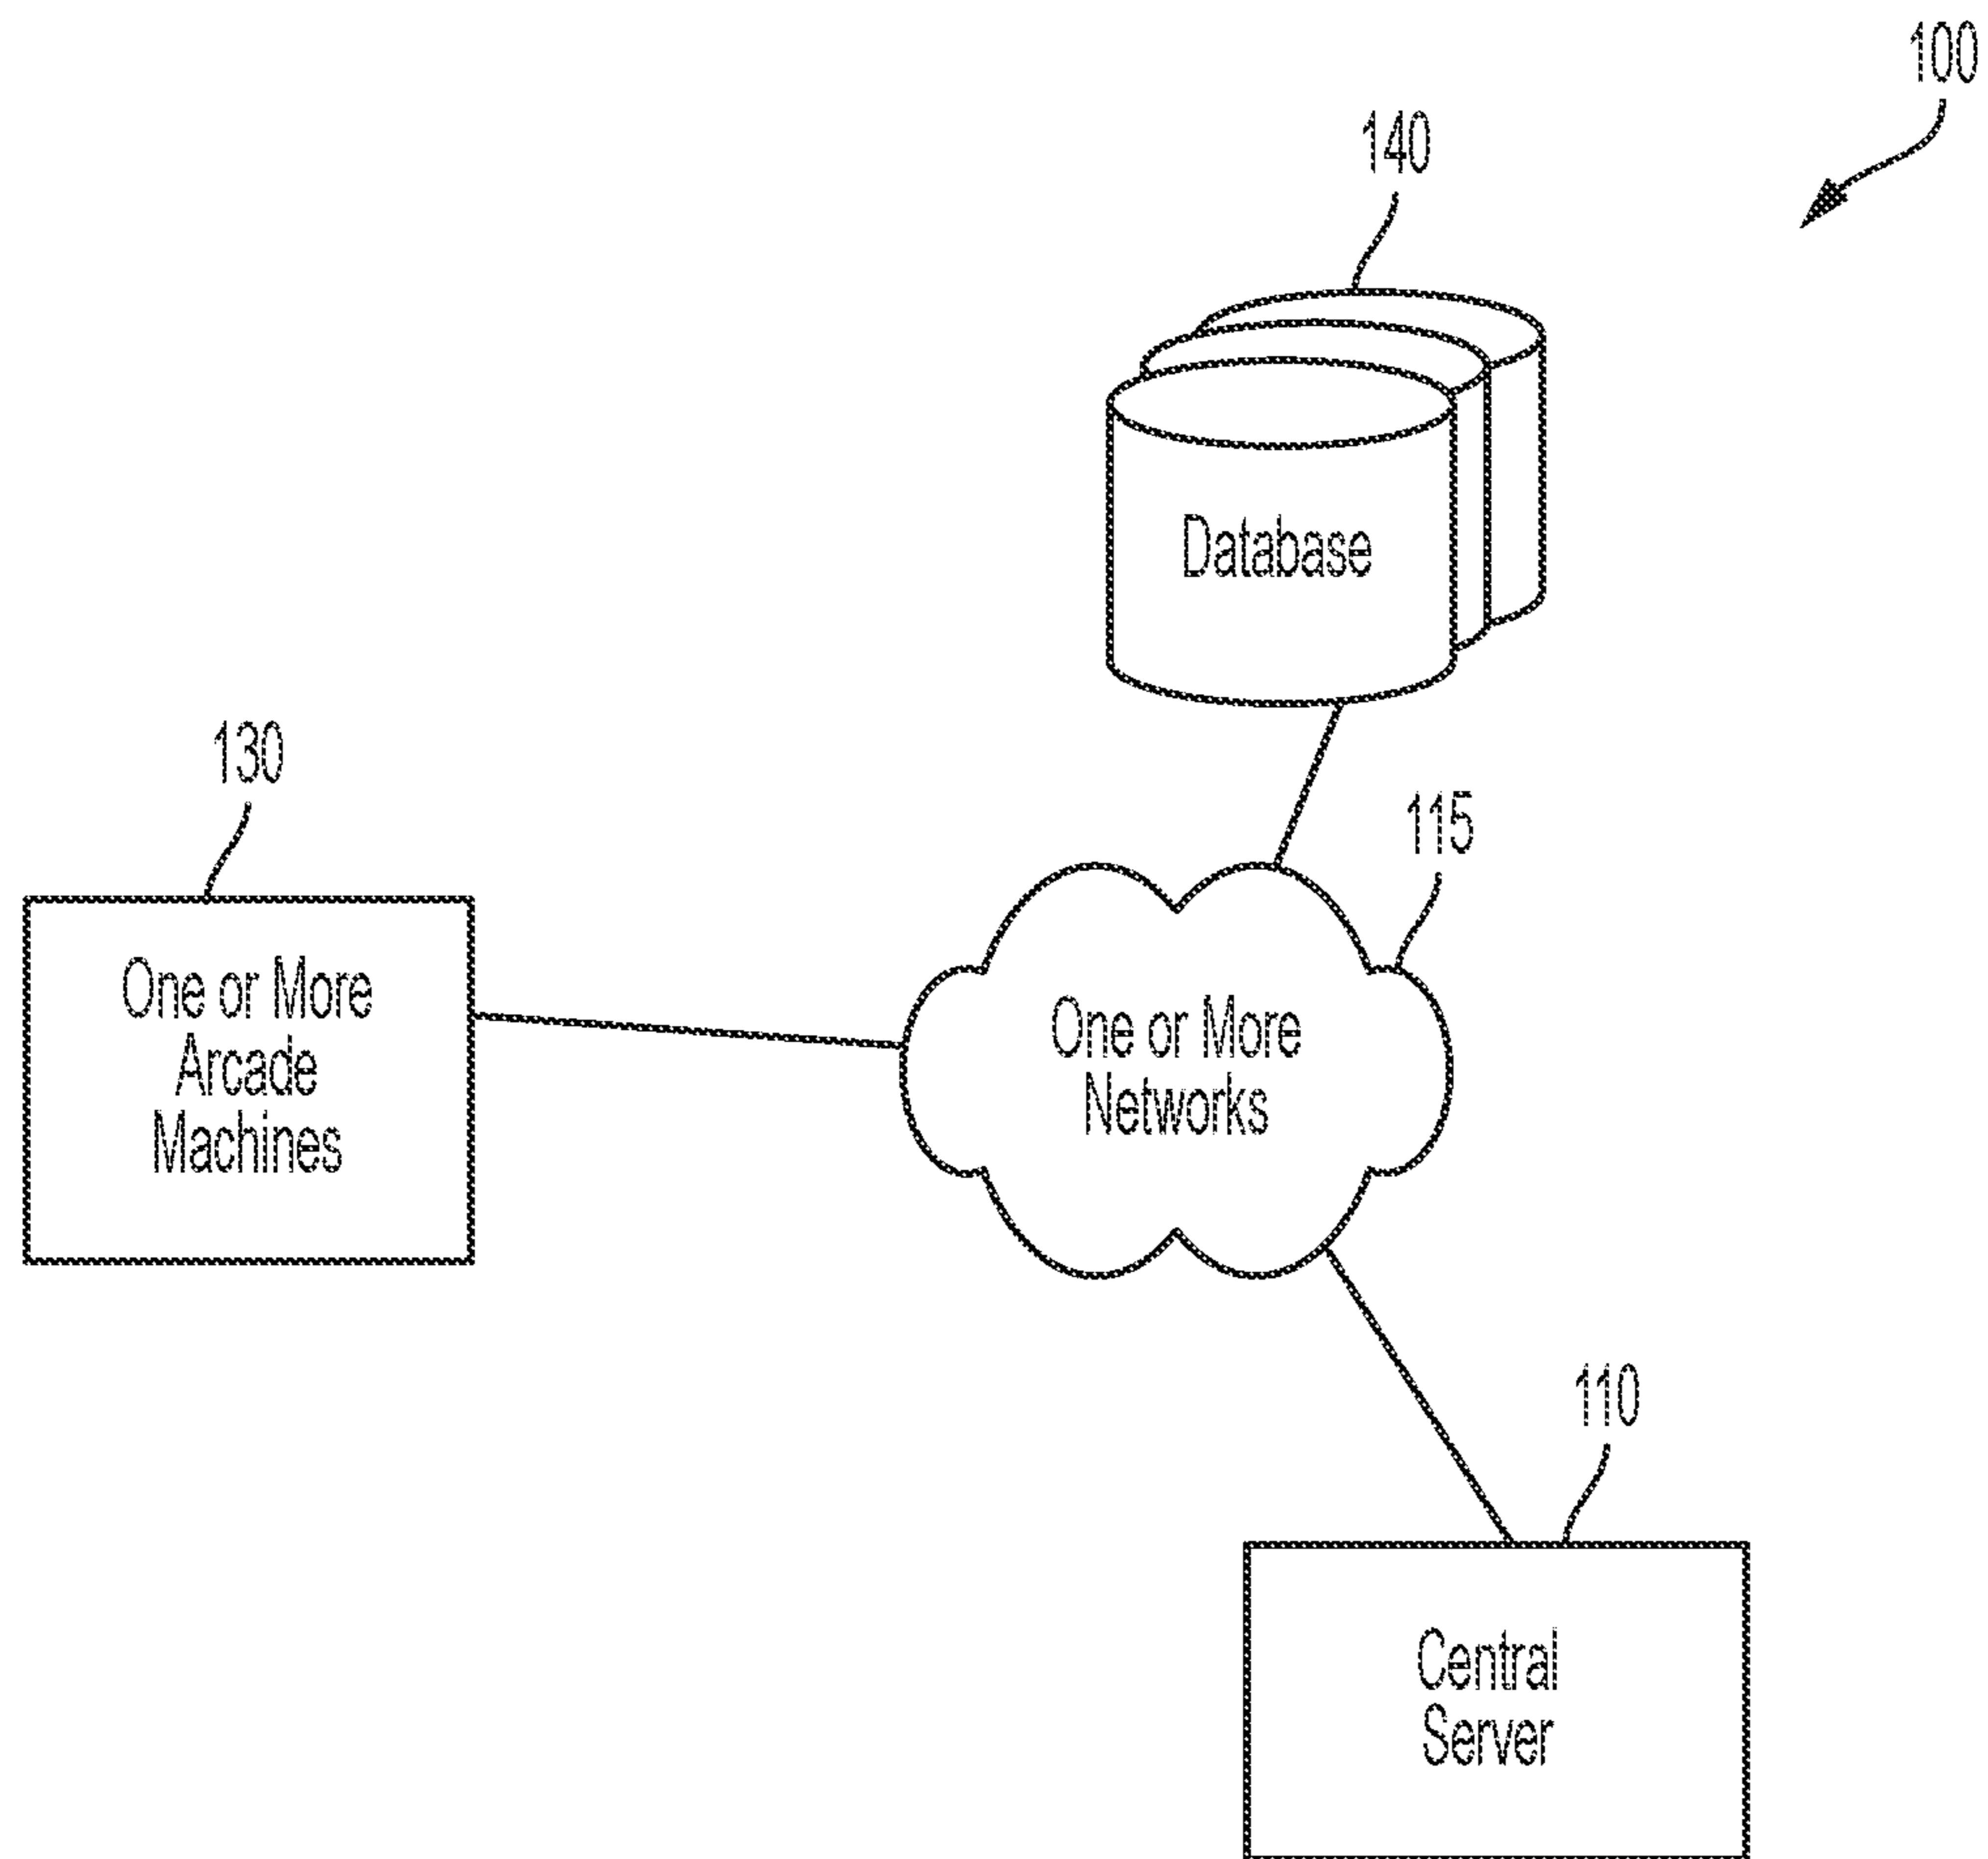 100
140
Database
130
115
One or More
Arcade
Machines
One or More
Networks
110
Central
Server